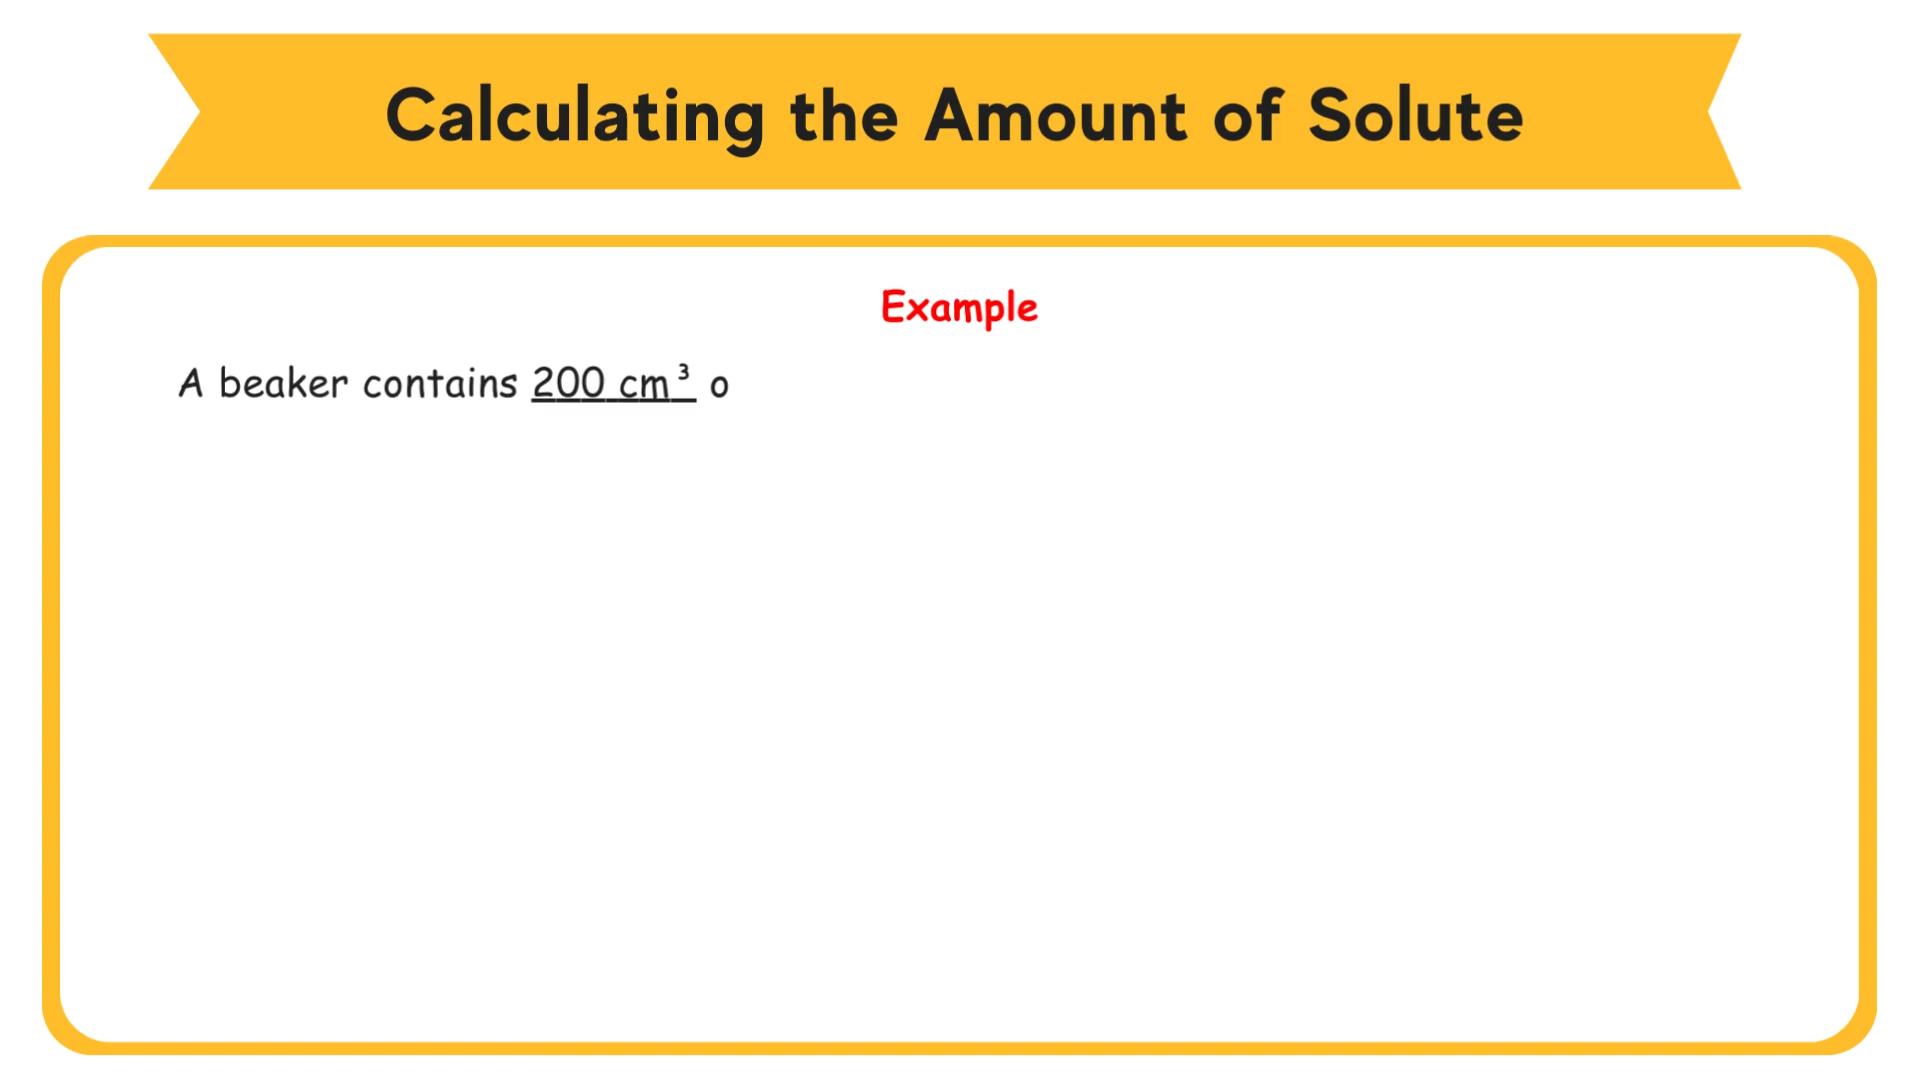 Calculating the Amount of Solute
Example
A beaker contains 200 cm³ o